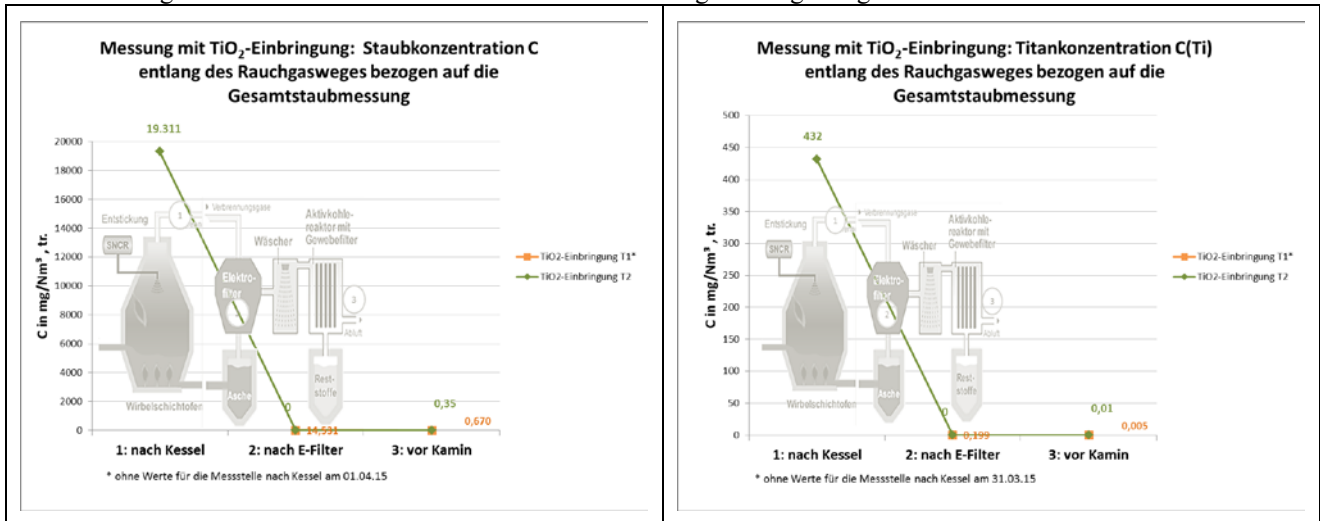 Messung mit TiO₂-Einbringung: Staubkonzentration C
entlang des Rauchgasweges bezogen auf die
Gesamtstaubmessung
C in mg/Nm³ , tr.
20000
18000
16000
14000
12000
10000
8000
6000
4000
2000
0
19.311
0
14,531
0,35
0,670
Entstickung
SNCR
1
Verbrennungsgase
Wäscher
Aktivkohle-
reaktor mit
Gewebefilter
Elektro-
filter
3
Abluft
Asche
Rest-
stoffe
Wirbelschichtofen
1: nach Kessel
2: nach E-Filter
3: vor Kamin
TiO2-Einbringung T1*
TiO2-Einbringung T2
* ohne Werte für die Messstelle nach Kessel am 01.04.15
Messung mit TiO₂-Einbringung: Titankonzentration C(Ti)
entlang des Rauchgasweges bezogen auf die
Gesamtstaubmessung
C in mg/Nm³ , tr.
500
450
400
350
300
250
200
150
100
50
0
432
0
0,199
0,01
0,005
Entstickung
SNCR
1
Verbrennungsgase
Wäscher
Aktivkohle-
reaktor mit
Gewebefilter
Elektro-
filter
2
3
Abluft
Asche
Rest-
stoffe
Wirbelschichtofen
1: nach Kessel
2: nach E-Filter
3: vor Kamin
TiO2-Einbringung T1*
TiO2-Einbringung T2
* ohne Werte für die Messstelle nach Kessel am 31.03.15